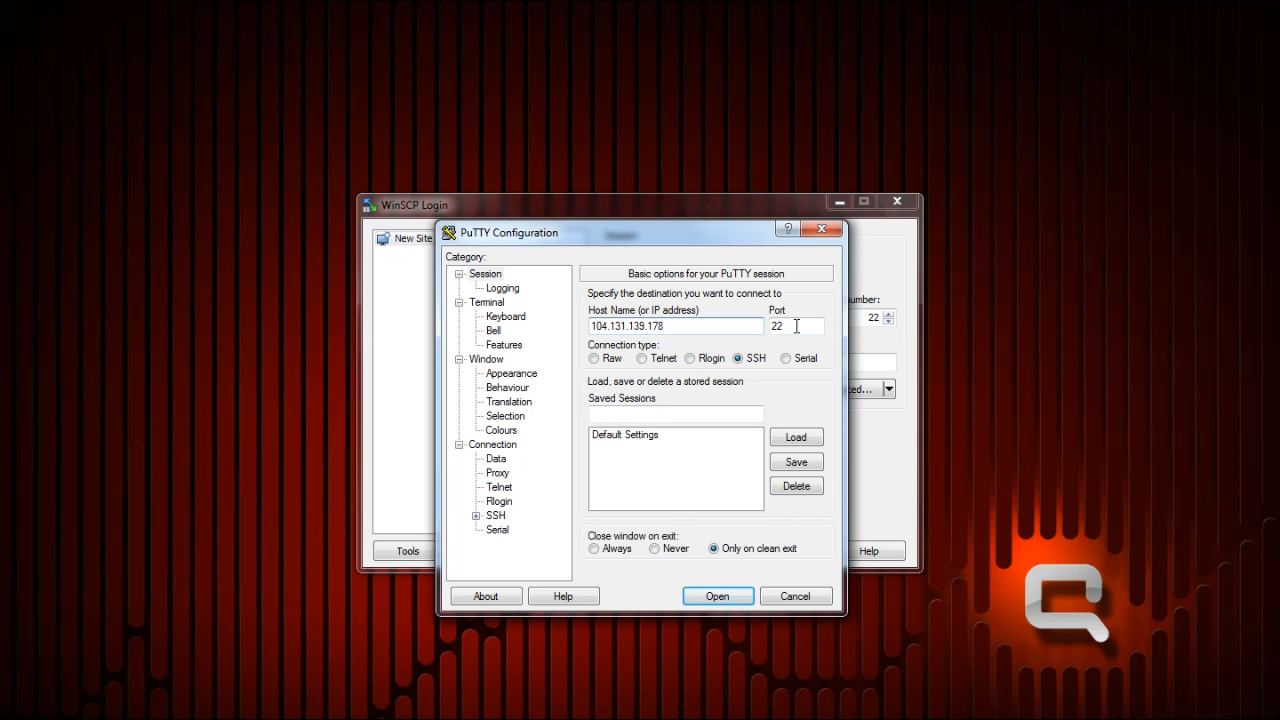 WinSCP Login
New Site
PuTTY Configuration
Category:
Session
Logging
Terminal
Keyboard
Bell
Features
Window
Appearance
Behaviour
Translation
Selection
Colours
Connection
Data
Proxy
Telnet
Rlogin
SSH
Serial
Basic options for your PuTTY session
Specify the destination you want to connect to
Host Name (or IP address) Port
104.131.139.178 22
Connection type:
Raw Telnet Rlogin SSH Serial
Load, save or delete a stored session
Saved Sessions
Default Settings
Load
Save
Delete
Close window on exit:
Always Never Only on clean exit
About Help Open Cancel
umber:
22
ced...
Tools
Help